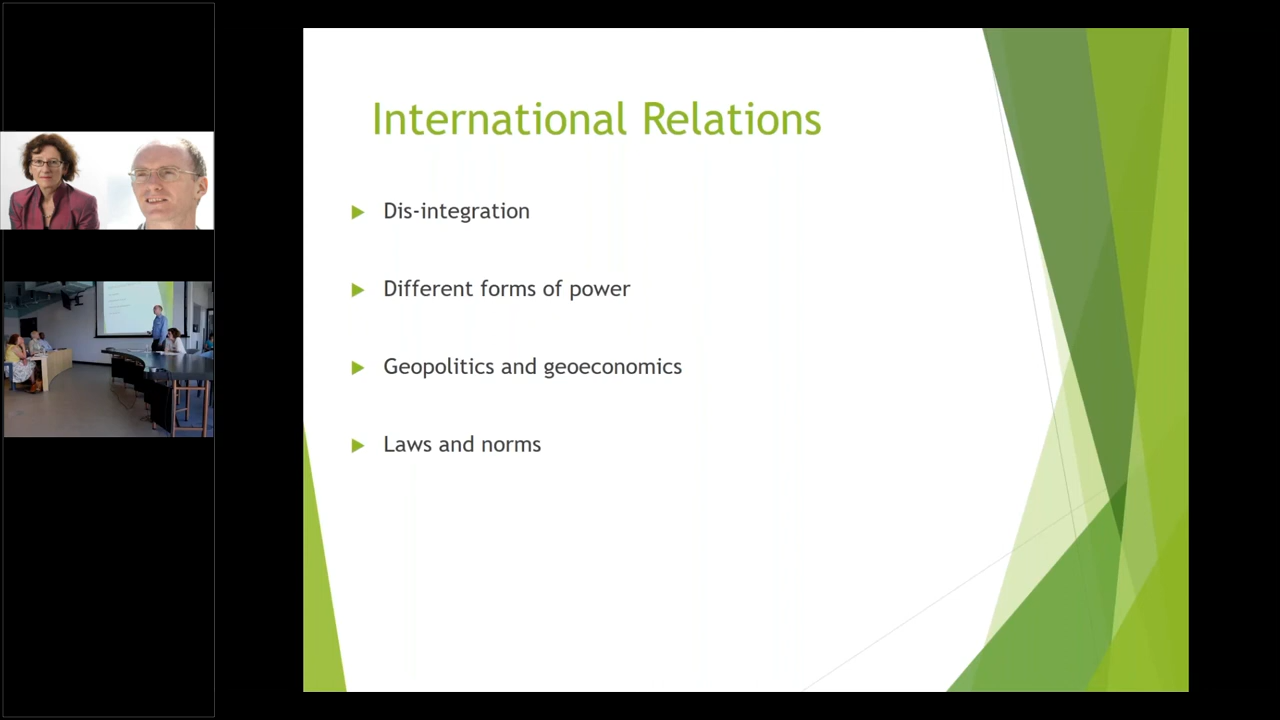 International Relations
Dis-integration
Different forms of power
Geopolitics and geoeconomics
Laws and norms